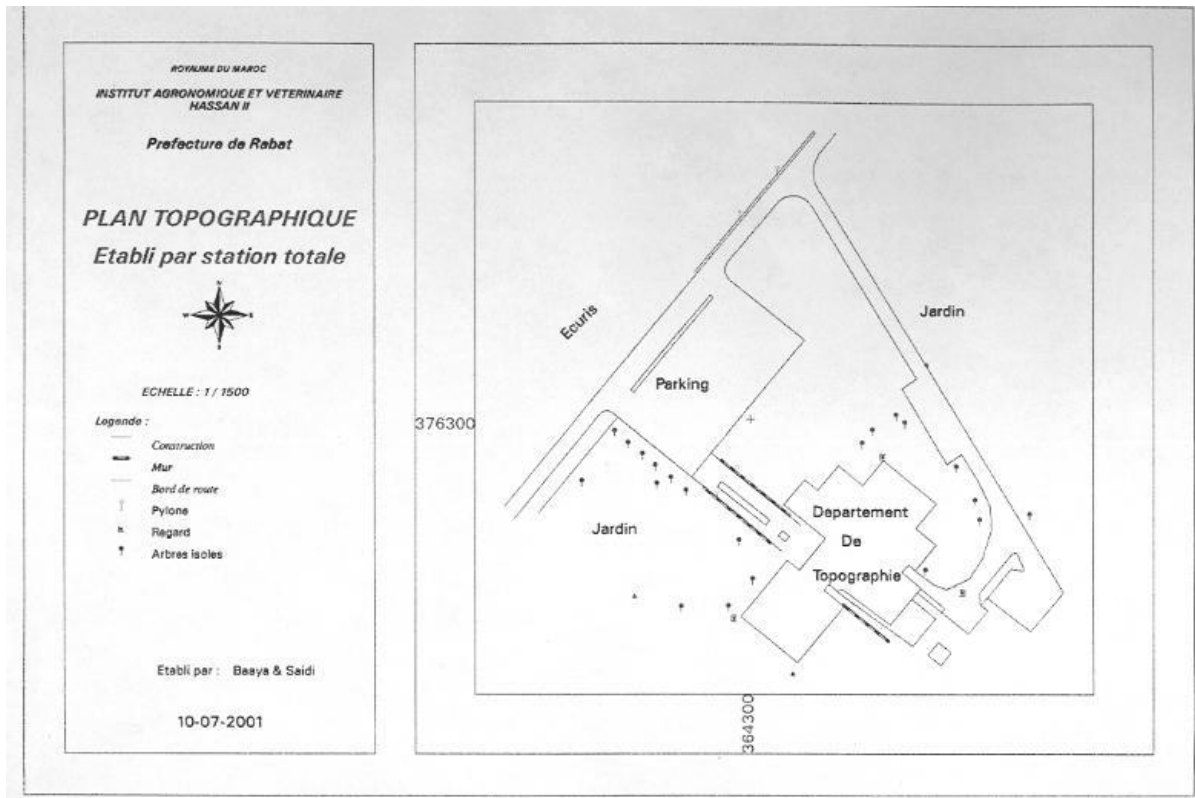 ROYAUME DU MAROC
INSTITUT AGRONOMIQUE ET VETERINAIRE
HASSAN II
Prefecture de Rabat
PLAN TOPOGRAPHIQUE
Etabli par station totale
N
W E
S
ECHELLE : 1 / 1500
Legende :
Construction
Mur
Bord de route
Pylone
Regard
Arbres isoles
Etabli par : Baaya & Saidi
10-07-2001
Ecuris
Jardin
Parking
376300
Jardin
Departement
De
Topographie
364300